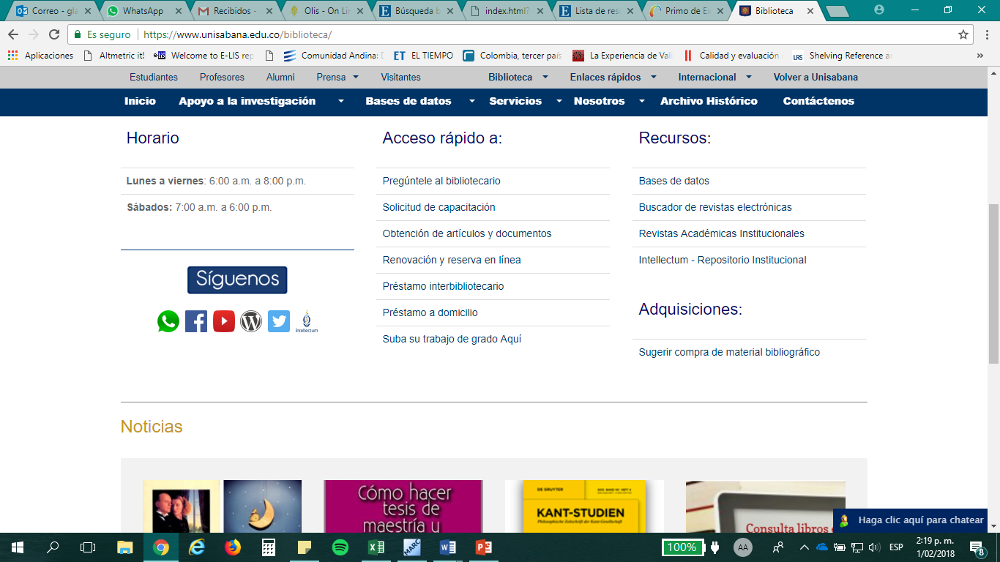 Correo - gla
WhatsApp
Recibidos -
Olis - On Lin
Búsqueda b
index.html?
Lista de res
Primo de Ex
Biblioteca
Es seguro
https://www.unisabana.edu.co/biblioteca/
Aplicaciones
Altmetric it!
Welcome to E-LIS rep
Comunidad Andina: D
EL TIEMPO
Colombia, tercer país
La Experiencia de Vali
Calidad y evaluación
Shelving Reference an
Estudiantes
Profesores
Alumni
Prensa
Visitantes
Biblioteca
Enlaces rápidos
Internacional
Volver a Unisabana
Inicio
Apoyo a la investigación
Bases de datos
Servicios
Nosotros
Archivo Histórico
Contáctenos
Horario
Lunes a viernes: 6:00 a.m. a 8:00 p.m.
Sábados: 7:00 a.m. a 6:00 p.m.
Síguenos
Intellectum
Acceso rápido a:
Pregúntele al bibliotecario
Solicitud de capacitación
Obtención de artículos y documentos
Renovación y reserva en línea
Préstamo interbibliotecario
Préstamo a domicilio
Suba su trabajo de grado Aquí
Recursos:
Bases de datos
Buscador de revistas electrónicas
Revistas Académicas Institucionales
Intellectum - Repositorio Institucional
Adquisiciones:
Sugerir compra de material bibliográfico
Noticias
Cómo hacer
tesis de
maestría y
DE GRUYTER
KANT-STUDIEN
Philosophische Zeitschrift der Kant-Gesellschaft
Consulta libros
Haga clic aquí para chatear
MARC
100%
AA
ESP
2:19 p. m.
1/02/2018
8